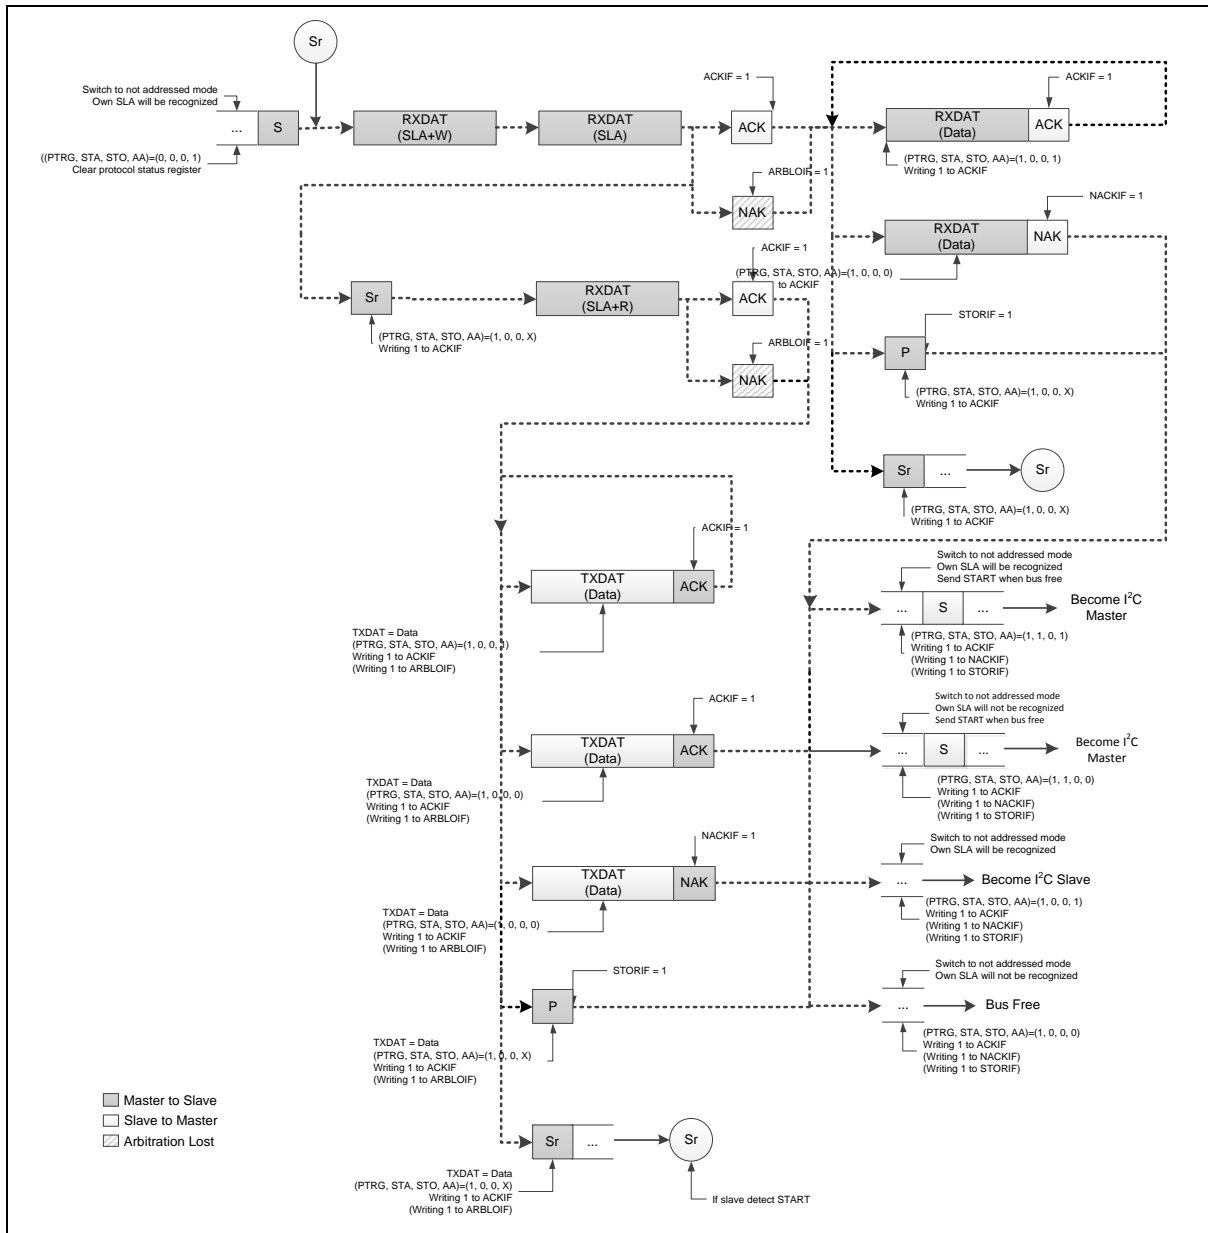 Sr
Switch to not addressed mode
Own SLA will be recognized
...
S
((PTRG, STA, STO, AA)=(0, 0, 0, 1)
Clear protocol status register
RXDAT
(SLA+W)
RXDAT
(SLA)
ACKIF = 1
ACK
ARBLOIF = 1
NAK
ACKIF = 1
RXDAT
(Data)
ACK
(PTRG, STA, STO, AA)=(1, 0, 0, 1)
Writing 1 to ACKIF
NACKIF = 1
RXDAT
(Data)
NAK
(PTRG, STA, STO, AA)=(1, 0, 0, 0)
to ACKIF
Sr
(PTRG, STA, STO, AA)=(1, 0, 0, X)
Writing 1 to ACKIF
RXDAT
(SLA+R)
ACKIF = 1
ACK
ARBLOIF = 1
NAK
STORIF = 1
P
(PTRG, STA, STO, AA)=(1, 0, 0, X)
Writing 1 to ACKIF
Sr
...
Sr
(PTRG, STA, STO, AA)=(1, 0, 0, X)
Writing 1 to ACKIF
ACKIF = 1
TXDAT
(Data)
ACK
TXDAT = Data
(PTRG, STA, STO, AA)=(1, 0, 0, 1)
Writing 1 to ACKIF
(Writing 1 to ARBLOIF)
Switch to not addressed mode
Own SLA will be recognized
Send START when bus free
...
S
...
Become I²C
Master
(PTRG, STA, STO, AA)=(1, 1, 0, 1)
Writing 1 to ACKIF
(Writing 1 to NACKIF)
(Writing 1 to STORIF)
ACKIF = 1
TXDAT
(Data)
ACK
TXDAT = Data
(PTRG, STA, STO, AA)=(1, 0, 0, 0)
Writing 1 to ACKIF
(Writing 1 to ARBLOIF)
Switch to not addressed mode
Own SLA will not be recognized
Send START when bus free
...
S
...
Become I²C
Master
(PTRG, STA, STO, AA)=(1, 1, 0, 0)
Writing 1 to ACKIF
(Writing 1 to NACKIF)
(Writing 1 to STORIF)
NACKIF = 1
TXDAT
(Data)
NAK
TXDAT = Data
(PTRG, STA, STO, AA)=(1, 0, 0, 0)
Writing 1 to ACKIF
(Writing 1 to ARBLOIF)
Switch to not addressed mode
Own SLA will be recognized
...
Become I²C Slave
(PTRG, STA, STO, AA)=(1, 0, 0, 1)
Writing 1 to ACKIF
(Writing 1 to NACKIF)
(Writing 1 to STORIF)
STORIF = 1
P
TXDAT = Data
(PTRG, STA, STO, AA)=(1, 0, 0, X)
Writing 1 to ACKIF
(Writing 1 to ARBLOIF)
Switch to not addressed mode
Own SLA will not be recognized
...
Bus Free
(PTRG, STA, STO, AA)=(1, 0, 0, 0)
Writing 1 to ACKIF
(Writing 1 to NACKIF)
(Writing 1 to STORIF)
Master to Slave
Slave to Master
Arbitration Lost
Sr
...
Sr
TXDAT = Data
(PTRG, STA, STO, AA)=(1, 0, 0, X)
Writing 1 to ACKIF
(Writing 1 to ARBLOIF)
If slave detect START